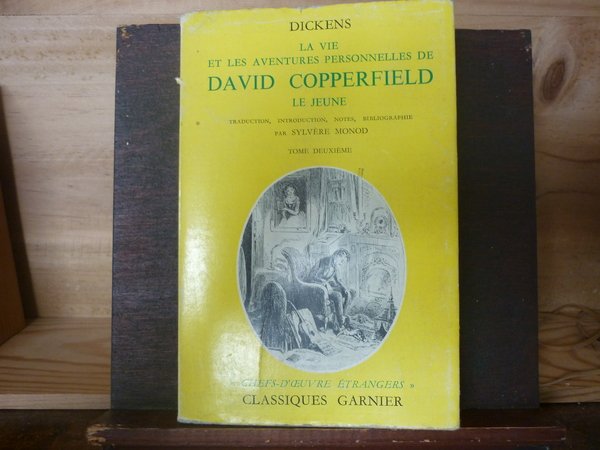 DICKENS
LA VIE
ET LES AVENTURES PERSONNELLES DE
DAVID COPPERFIELD
LE JEUNE
TRADUCTION, INTRODUCTION, NOTES, BIBLIOGRAPHIE
PAR SYLVÈRE MONOD
TOME DEUXIÈME
« CHEFS-D'ŒUVRE ÉTRANGERS »
CLASSIQUES GARNIER